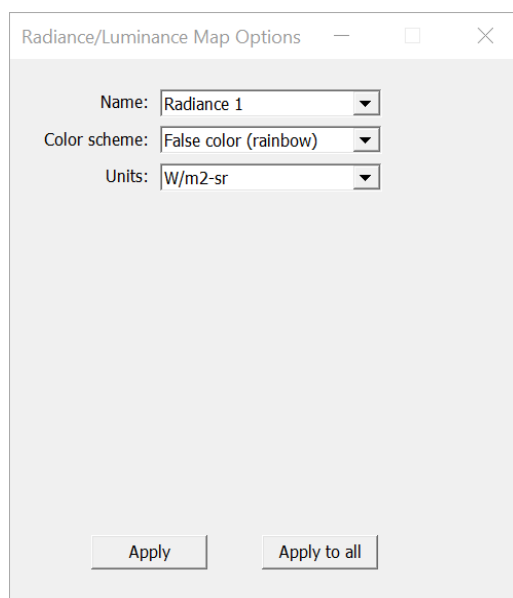 Radiance/Luminance Map Options
Name: Radiance 1
Color scheme: False color (rainbow)
Units: W/m2-sr
Apply Apply to all